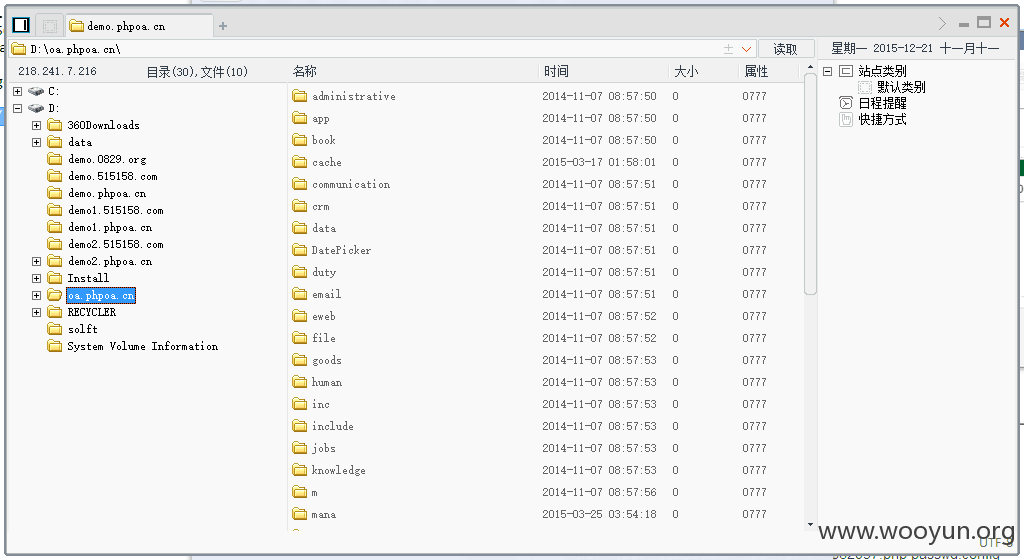 demo.phpoa.cn
D:\oa.phpoa.cn\
读取
星期一 2015-12-21 十一月十一
218.241.7.216 目录(30),文件(10)
名称 时间 大小 属性
C:
D:
360Downloads
data
demo.0829.org
demo.515158.com
demo.phpoa.cn
demo1.515158.com
demo1.phpoa.cn
demo2.515158.com
demo2.phpoa.cn
Install
oa.phpoa.cn
RECYCLER
solft
System Volume Information
administrative 2014-11-07 08:57:50 0 0777
app 2014-11-07 08:57:50 0 0777
book 2014-11-07 08:57:50 0 0777
cache 2015-03-17 01:58:01 0 0777
communication 2014-11-07 08:57:51 0 0777
crm 2014-11-07 08:57:51 0 0777
data 2014-11-07 08:57:51 0 0777
DatePicker 2014-11-07 08:57:51 0 0777
duty 2014-11-07 08:57:51 0 0777
email 2014-11-07 08:57:51 0 0777
eweb 2014-11-07 08:57:52 0 0777
file 2014-11-07 08:57:52 0 0777
goods 2014-11-07 08:57:53 0 0777
human 2014-11-07 08:57:53 0 0777
inc 2014-11-07 08:57:53 0 0777
include 2014-11-07 08:57:53 0 0777
jobs 2014-11-07 08:57:53 0 0777
knowledge 2014-11-07 08:57:53 0 0777
m 2014-11-07 08:57:56 0 0777
mana 2015-03-25 03:54:18 0 0777
站点类别
默认类别
日程提醒
快捷方式
www.wooyun.org